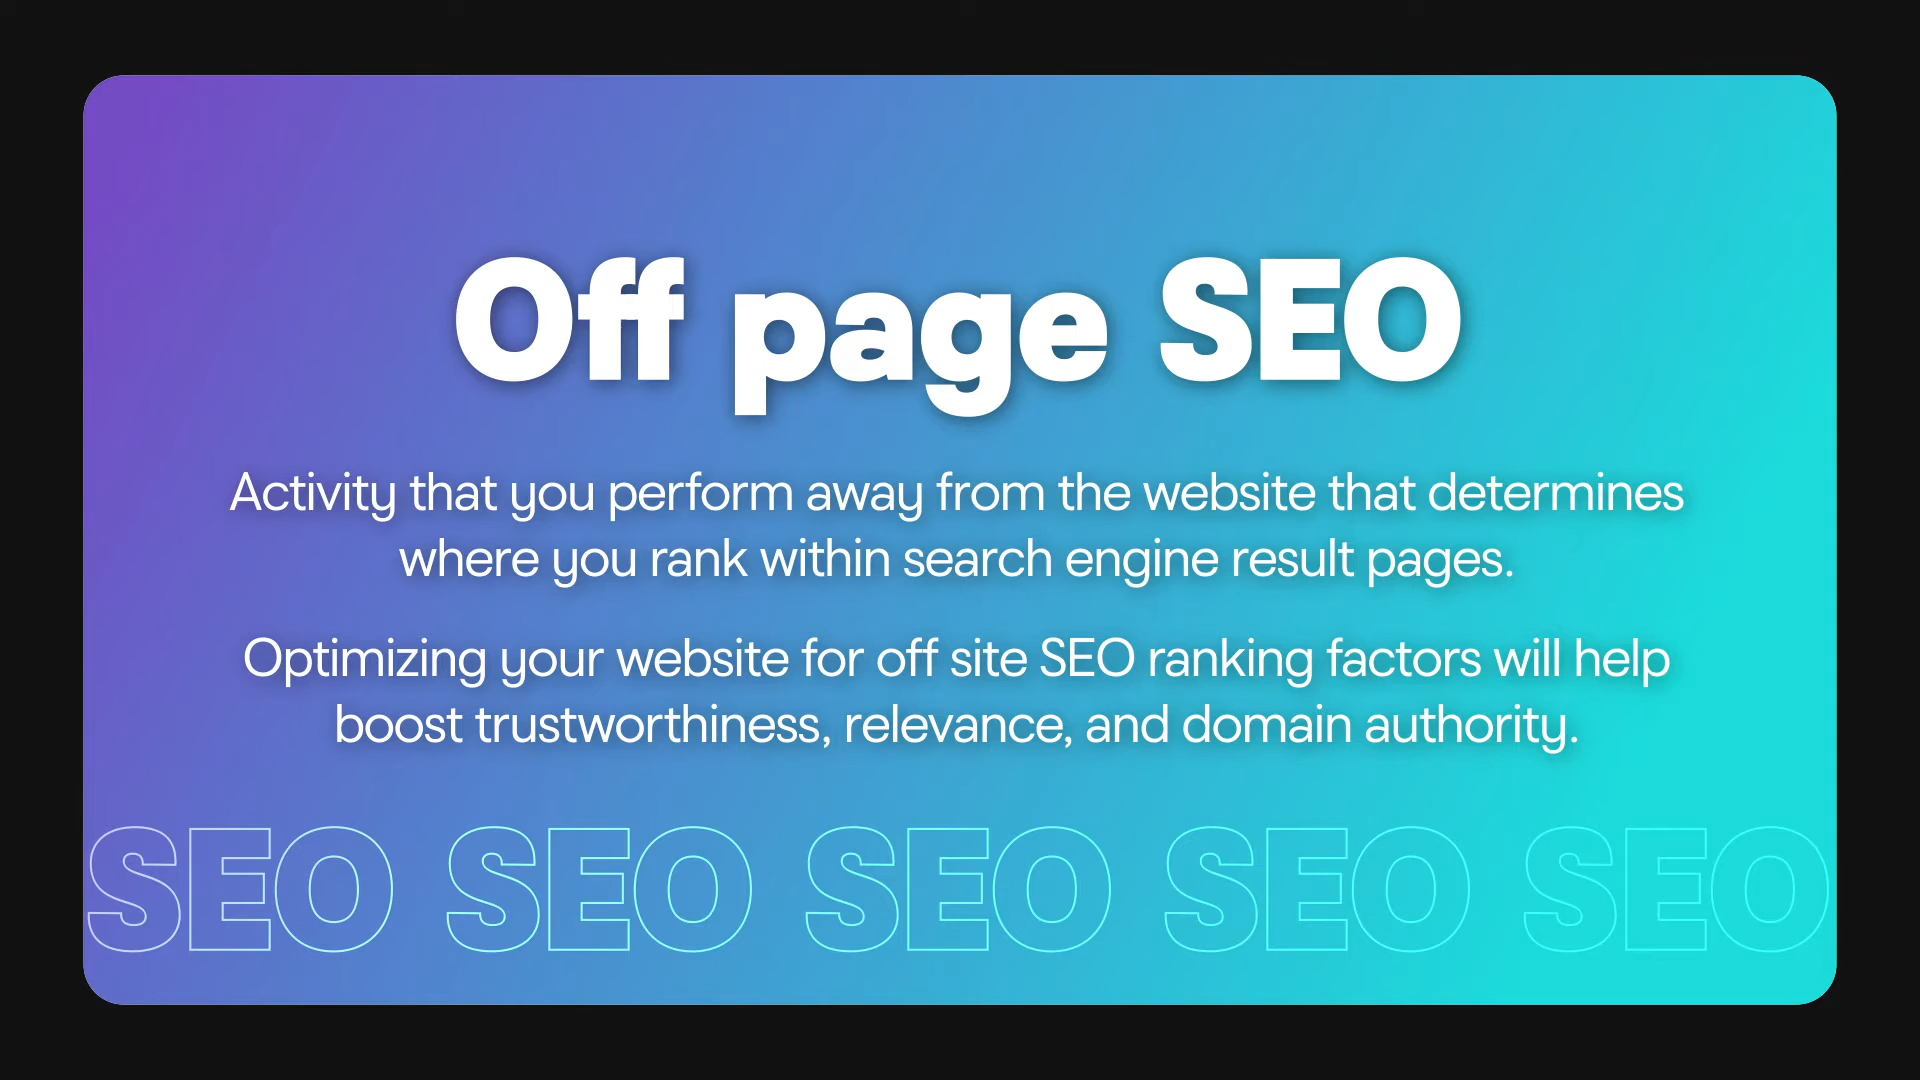 Off page SEO
Activity that you perform away from the website that determines
where you rank within search engine result pages.
Optimizing your website for off site SEO ranking factors will help
boost trustworthiness, relevance, and domain authority.
SEO SEO SEO SEO SEO